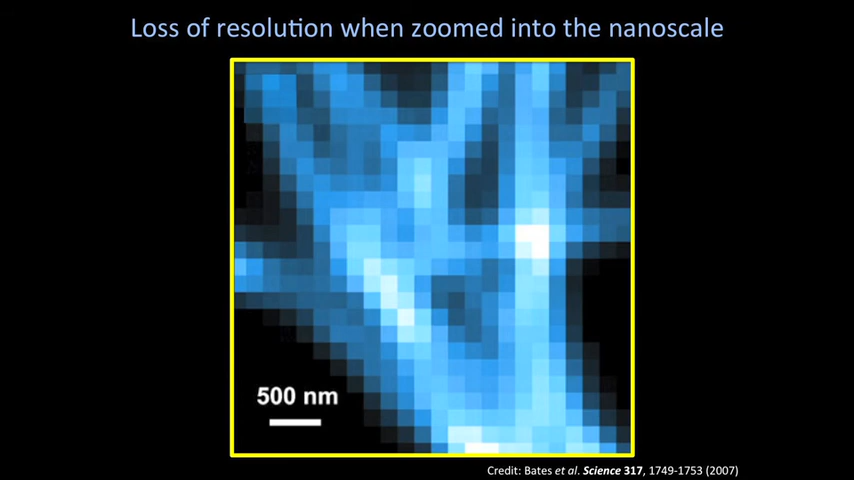 Loss of resolution when zoomed into the nanoscale
500 nm
Credit: Bates et al. Science 317, 1749-1753 (2007)